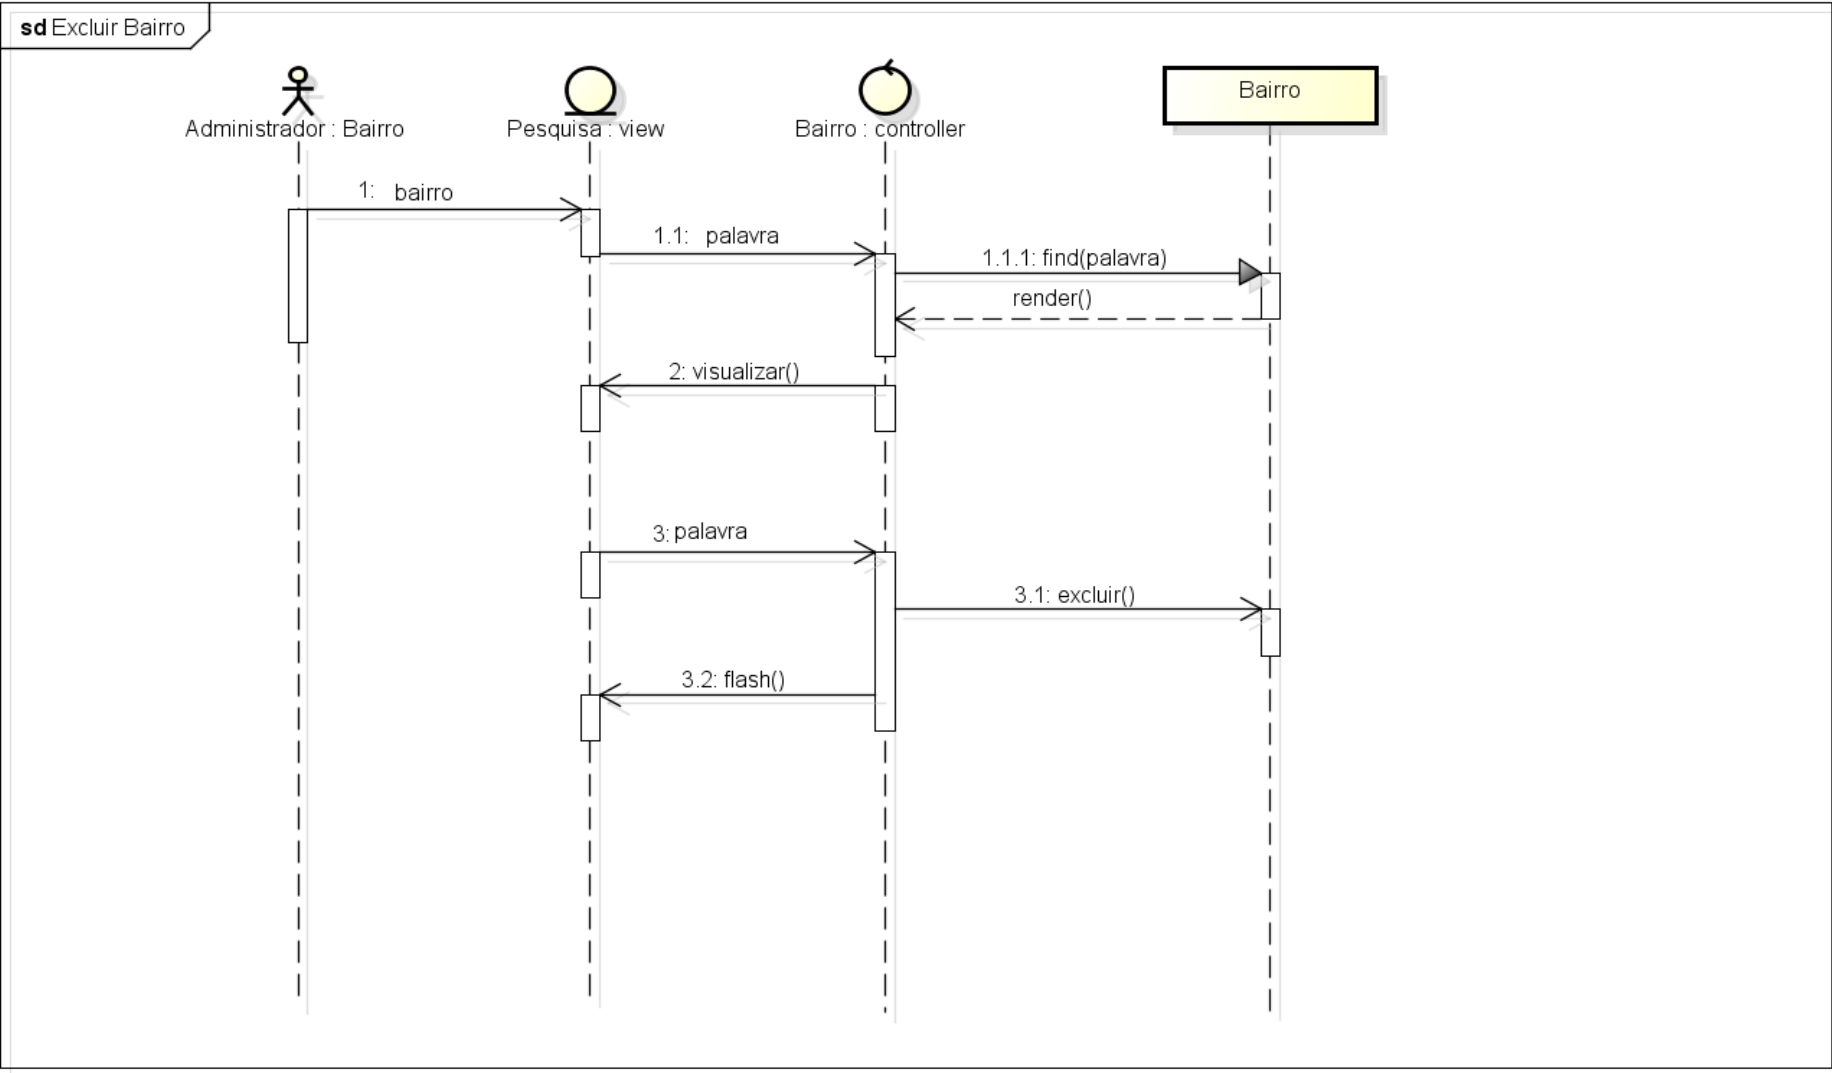 sd Excluir Bairro
Administrador : Bairro
Pesquisa : view
Bairro : controller
Bairro
1: bairro
1.1: palavra
1.1.1: find(palavra)
render()
2: visualizar()
3: palavra
3.1: excluir()
3.2: flash()